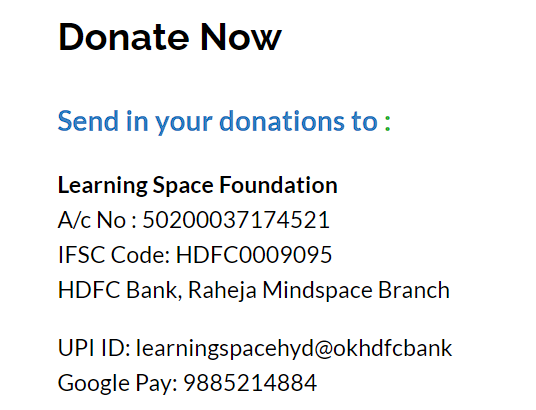 Donate Now
Send in your donations to :
Learning Space Foundation
A/c No : 50200037174521
IFSC Code: HDFC0009095
HDFC Bank, Raheja Mindspace Branch
UPI ID: learningspacehyd@okhdfcbank
Google Pay: 9885214884